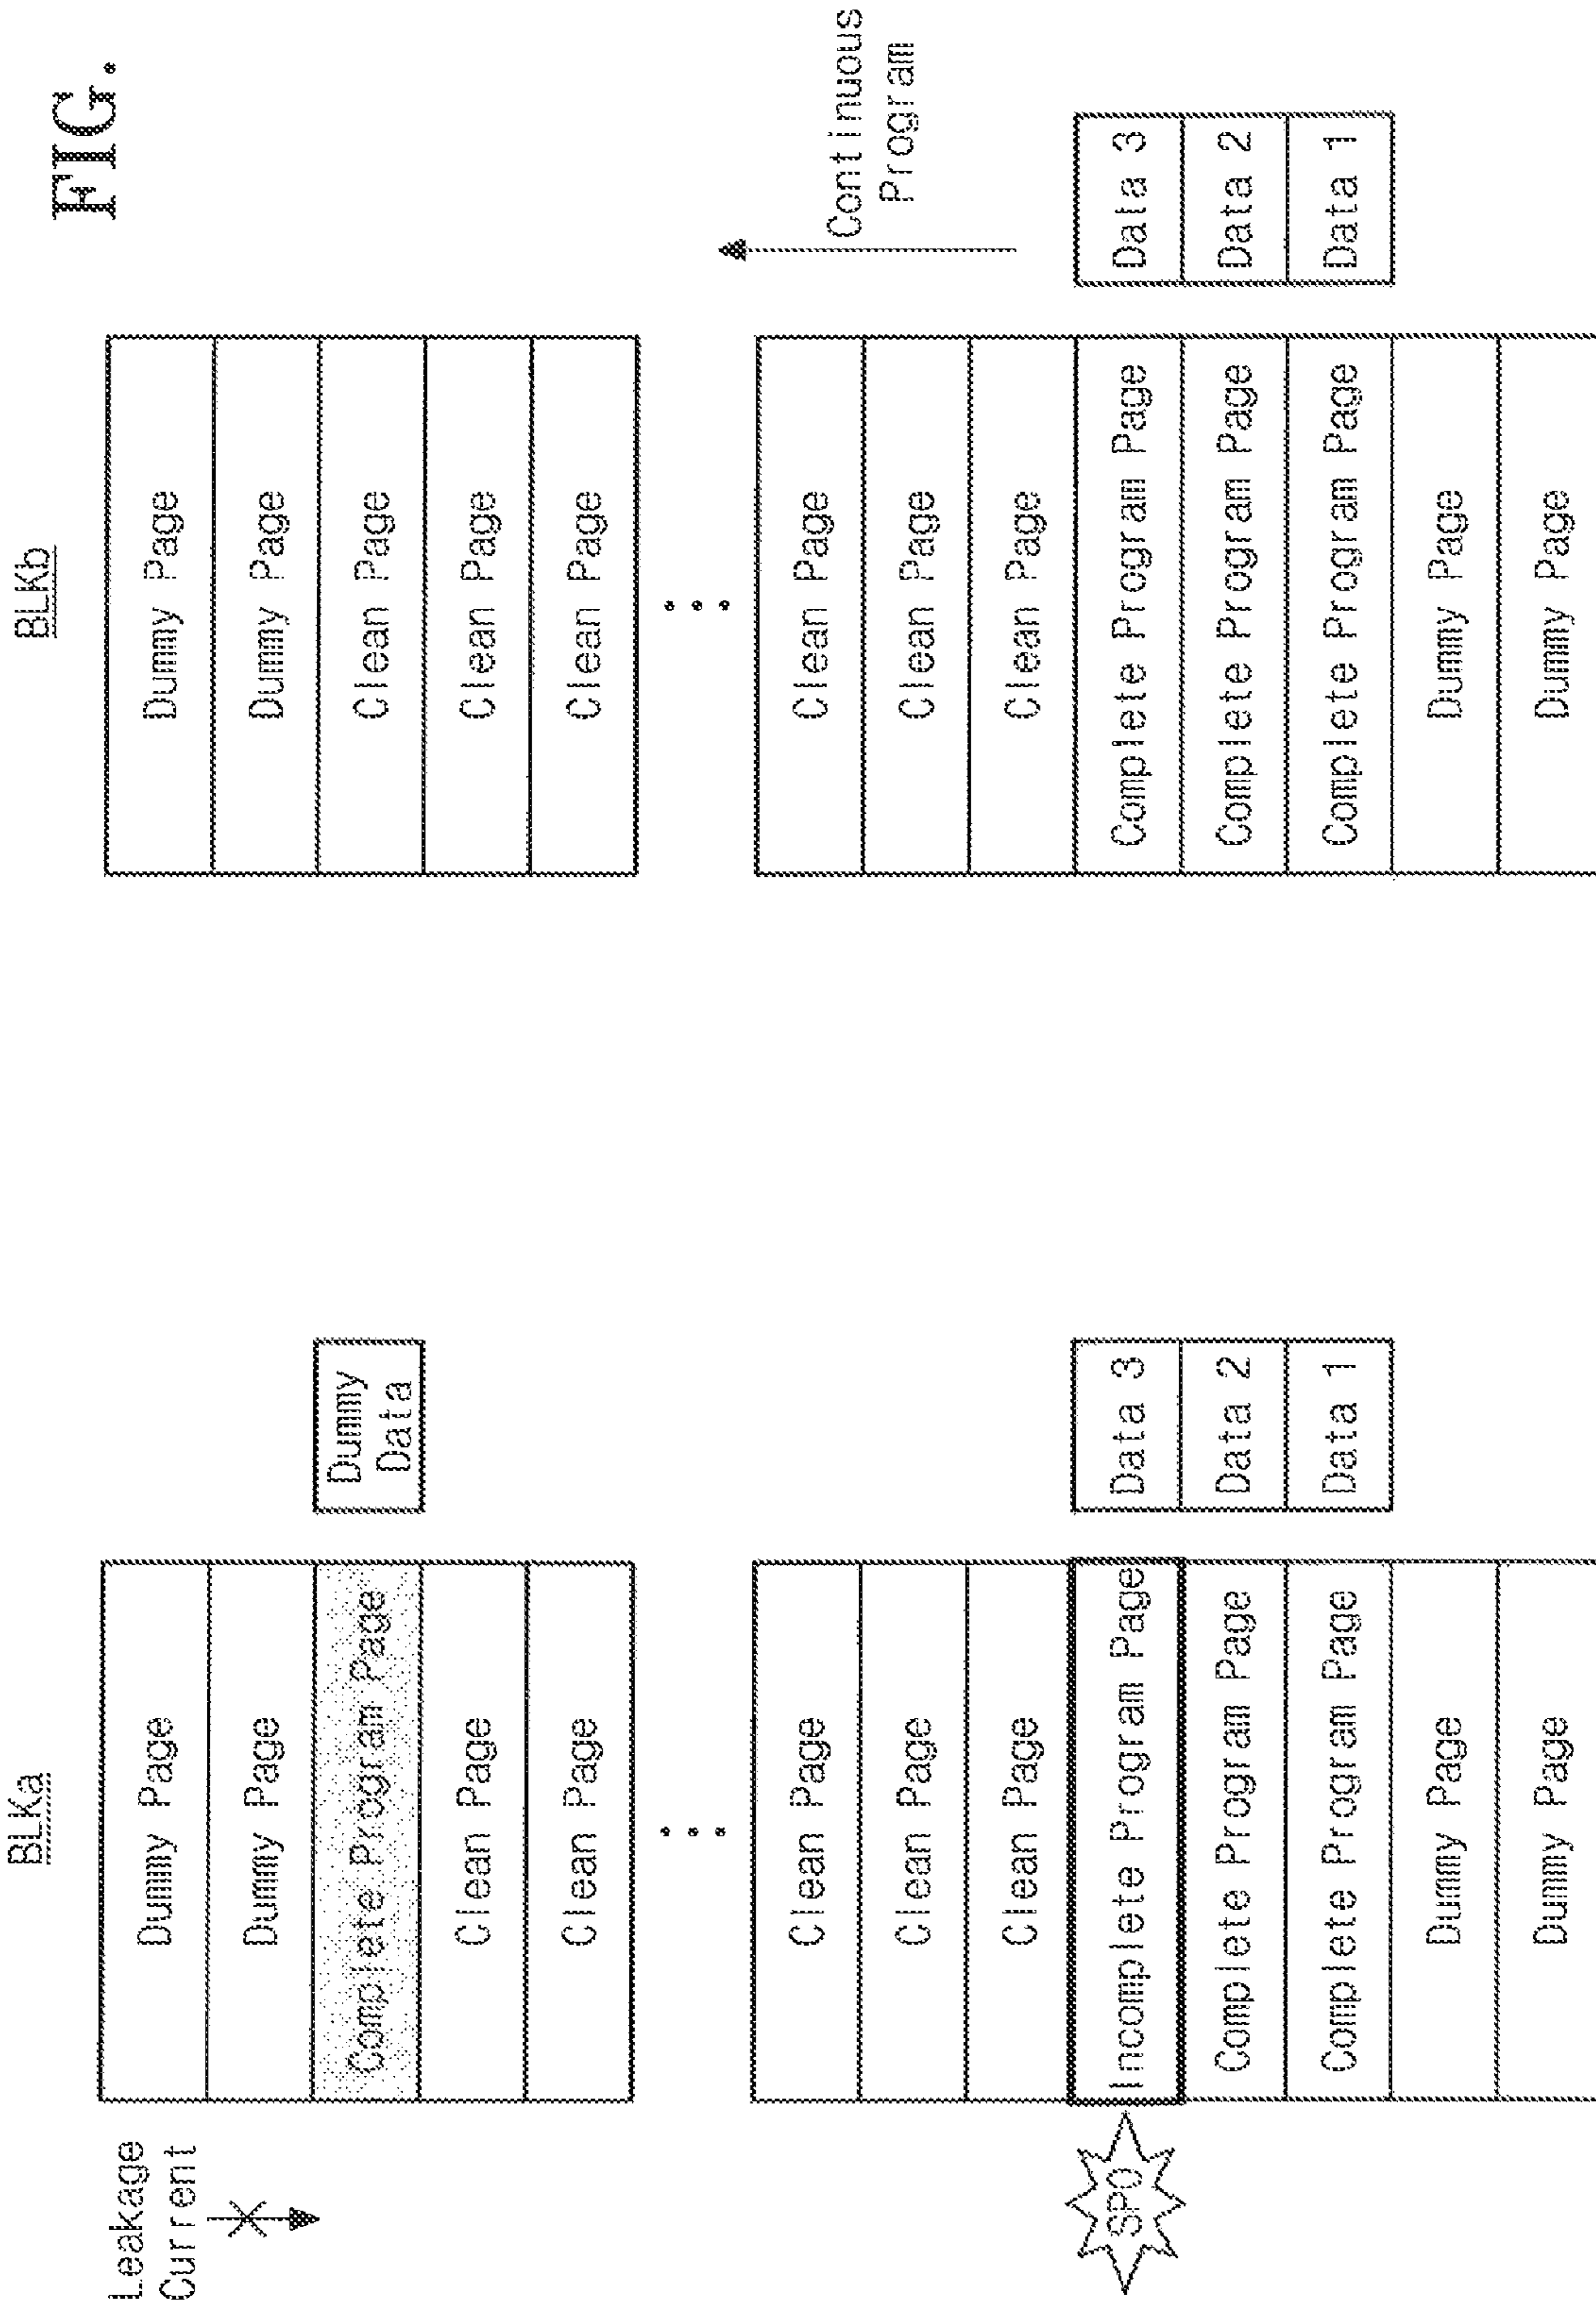 FIG.
BLKa
Leakage
Current
Dummy Page
Dummy Page
Complete Program Page
Dummy
Data
Clean Page
Clean Page
Clean Page
Clean Page
Clean Page
SPO
Incomplete Program Page
Data 3
Complete Program Page
Data 2
Complete Program Page
Data 1
Dummy Page
Dummy Page
BLKb
Dummy Page
Dummy Page
Clean Page
Clean Page
Clean Page
Clean Page
Clean Page
Clean Page
Continuous
Program
Complete Program Page
Data 3
Complete Program Page
Data 2
Complete Program Page
Data 1
Dummy Page
Dummy Page